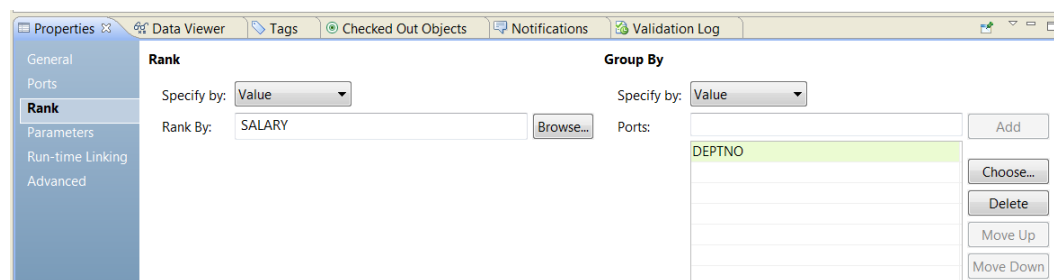 Properties Data Viewer Tags Checked Out Objects Notifications Validation Log
General
Ports
Rank
Parameters
Run-time Linking
Advanced
Rank
Specify by: Value
Rank By: SALARY Browse...
Group By
Specify by: Value
Ports: Add
DEPTNO
Choose...
Delete
Move Up
Move Down